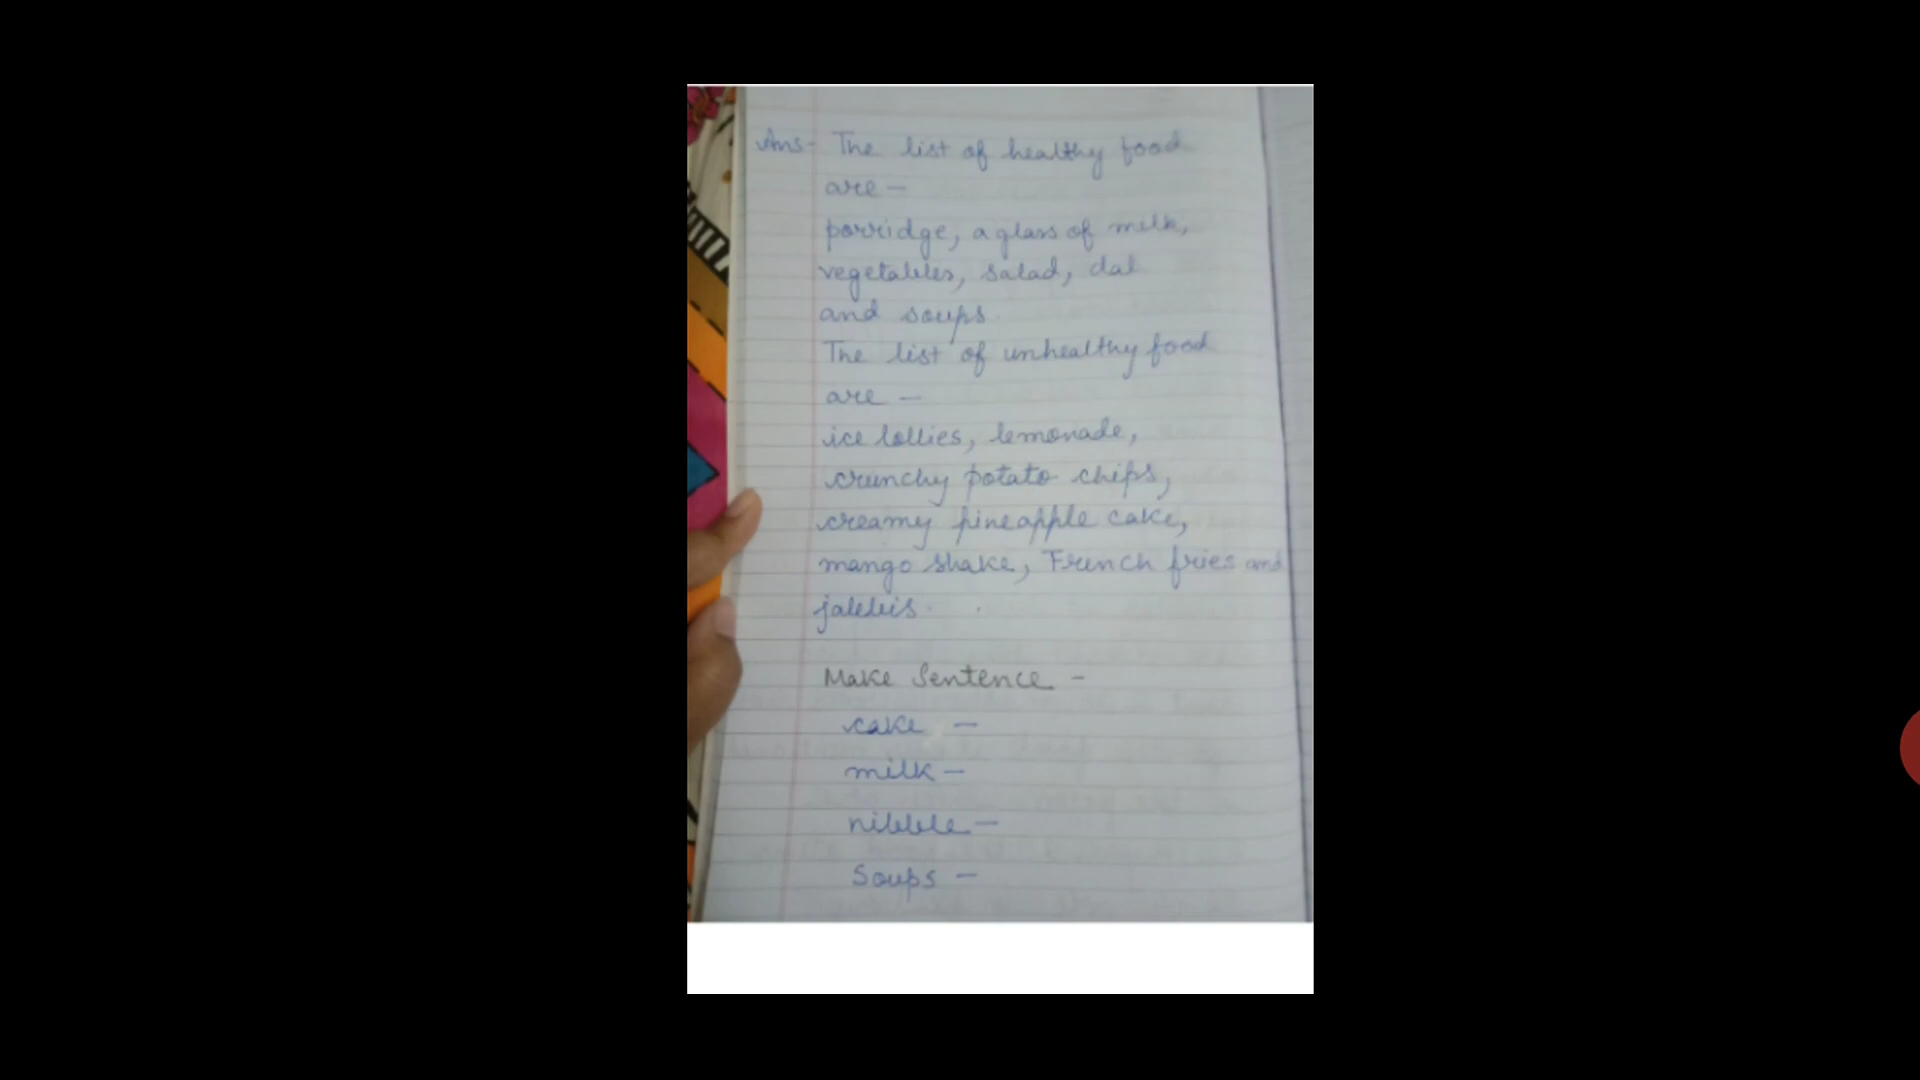 Ans- The list of healthy food
are -
porridge, a glass of milk,
vegetables, salad, dal
and soups.
The list of unhealthy food
are -
ice lollies, lemonade,
crunchy potato chips,
creamy pineapple cake,
mango shake, French fries and
jalebis.
Make Sentence -
cake -
milk -
nibble -
Soups -